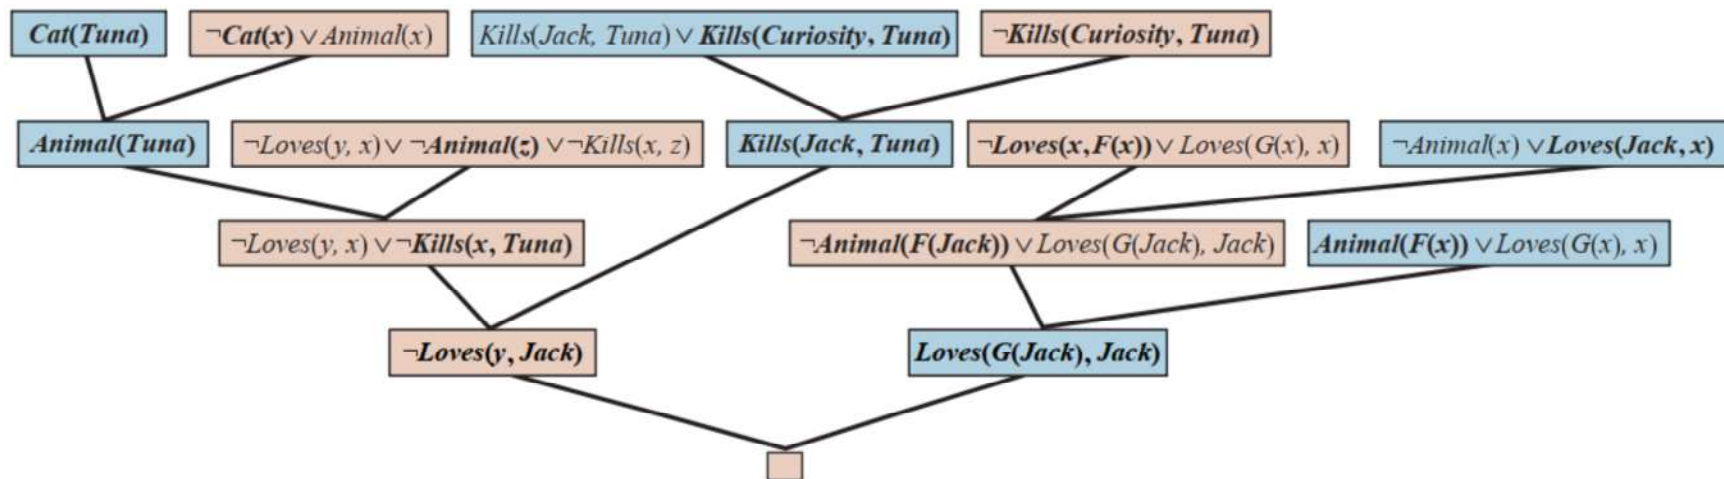 Cat(Tuna)
¬Cat(x) ∨ Animal(x)
Kills(Jack, Tuna) ∨ Kills(Curiosity, Tuna)
¬Kills(Curiosity, Tuna)
Animal(Tuna)
¬Loves(y, x) ∨ ¬Animal(z) ∨ ¬Kills(x, z)
Kills(Jack, Tuna)
¬Loves(x, F(x)) ∨ Loves(G(x), x)
¬Animal(x) ∨ Loves(Jack, x)
¬Loves(y, x) ∨ ¬Kills(x, Tuna)
¬Animal(F(Jack)) ∨ Loves(G(Jack), Jack)
Animal(F(x)) ∨ Loves(G(x), x)
¬Loves(y, Jack)
Loves(G(Jack), Jack)